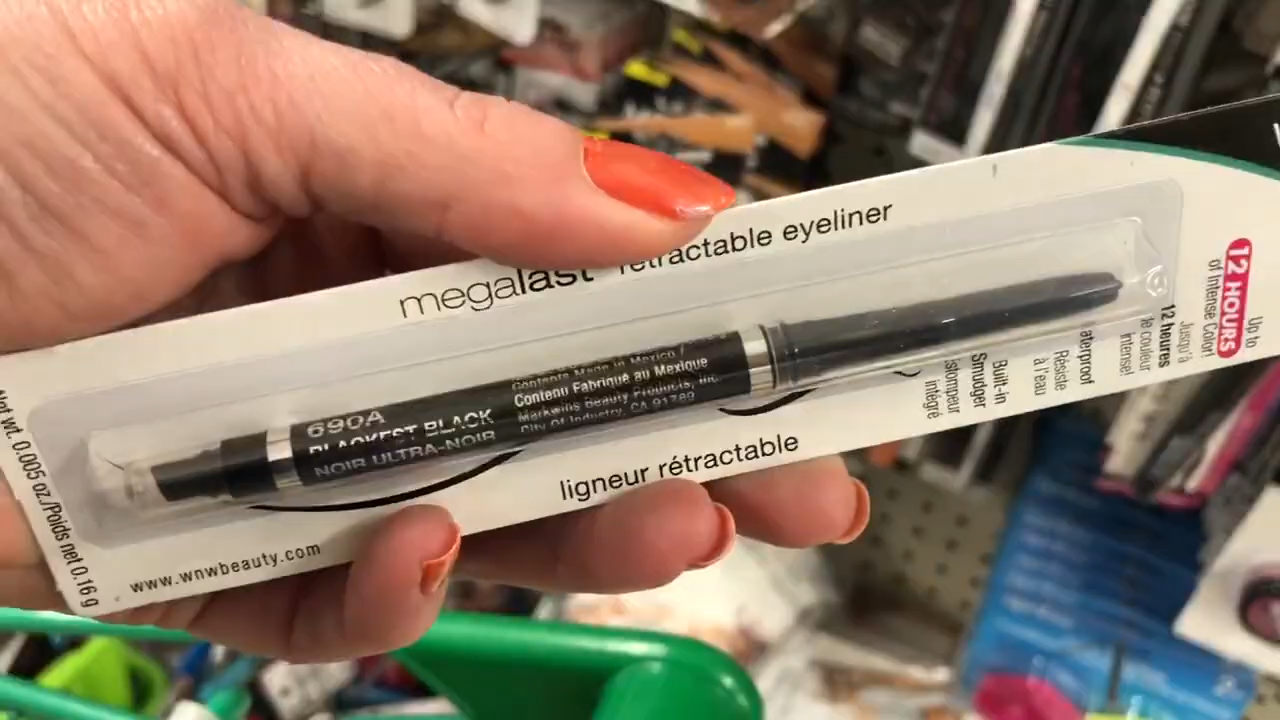 megalast retractable eyeliner
690A
BLACKEST BLACK
NOIR ULTRA-NOIR
Contents Made in Mexico /
Contenu Fabriqué au Mexique
Markwins Beauty Products, Inc.
City Of Industry, CA 91789
ligneur rétractable
www.wnwbeauty.com
Net wt. 0.005 oz./Poids net 0.16 g
Up to
12 HOURS
of Intense Color!
Jusqu'à
12 heures
de couleur
intense!
aterproof
Résiste
à l'eau
Built-in
Smudger
Estompeur
intégré